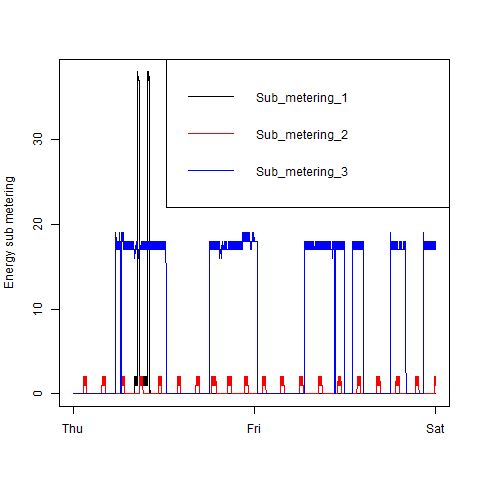 Energy sub metering
30
20
10
0
Sub_metering_1
Sub_metering_2
Sub_metering_3
Thu
Fri
Sat